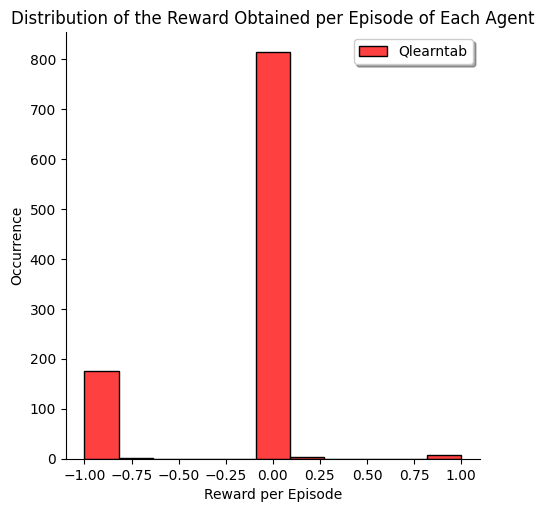 Distribution of the Reward Obtained per Episode of Each Agent
Qlearntab
800
700
600
500
400
300
200
100
0
Occurrence
−1.00 −0.75 −0.50 −0.25 0.00 0.25 0.50 0.75 1.00
Reward per Episode